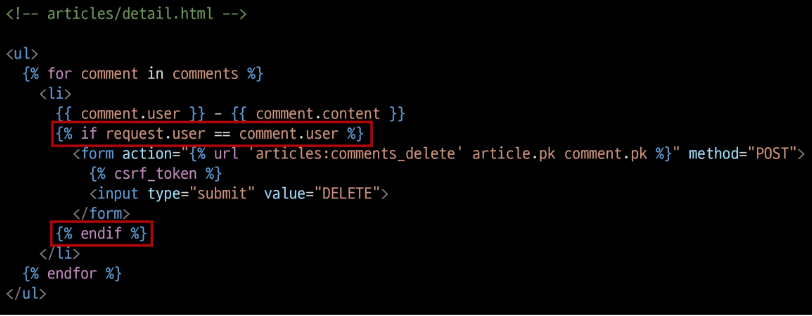 <!-- articles/detail.html -->
<ul>
{% for comment in comments %}
<li>
{{ comment.user }} - {{ comment.content }}
{% if request.user == comment.user %}
<form action="{% url 'articles:comments_delete' article.pk comment.pk %}" method="POST">
{% csrf_token %}
<input type="submit" value="DELETE">
</form>
{% endif %}
</li>
{% endfor %}
</ul>